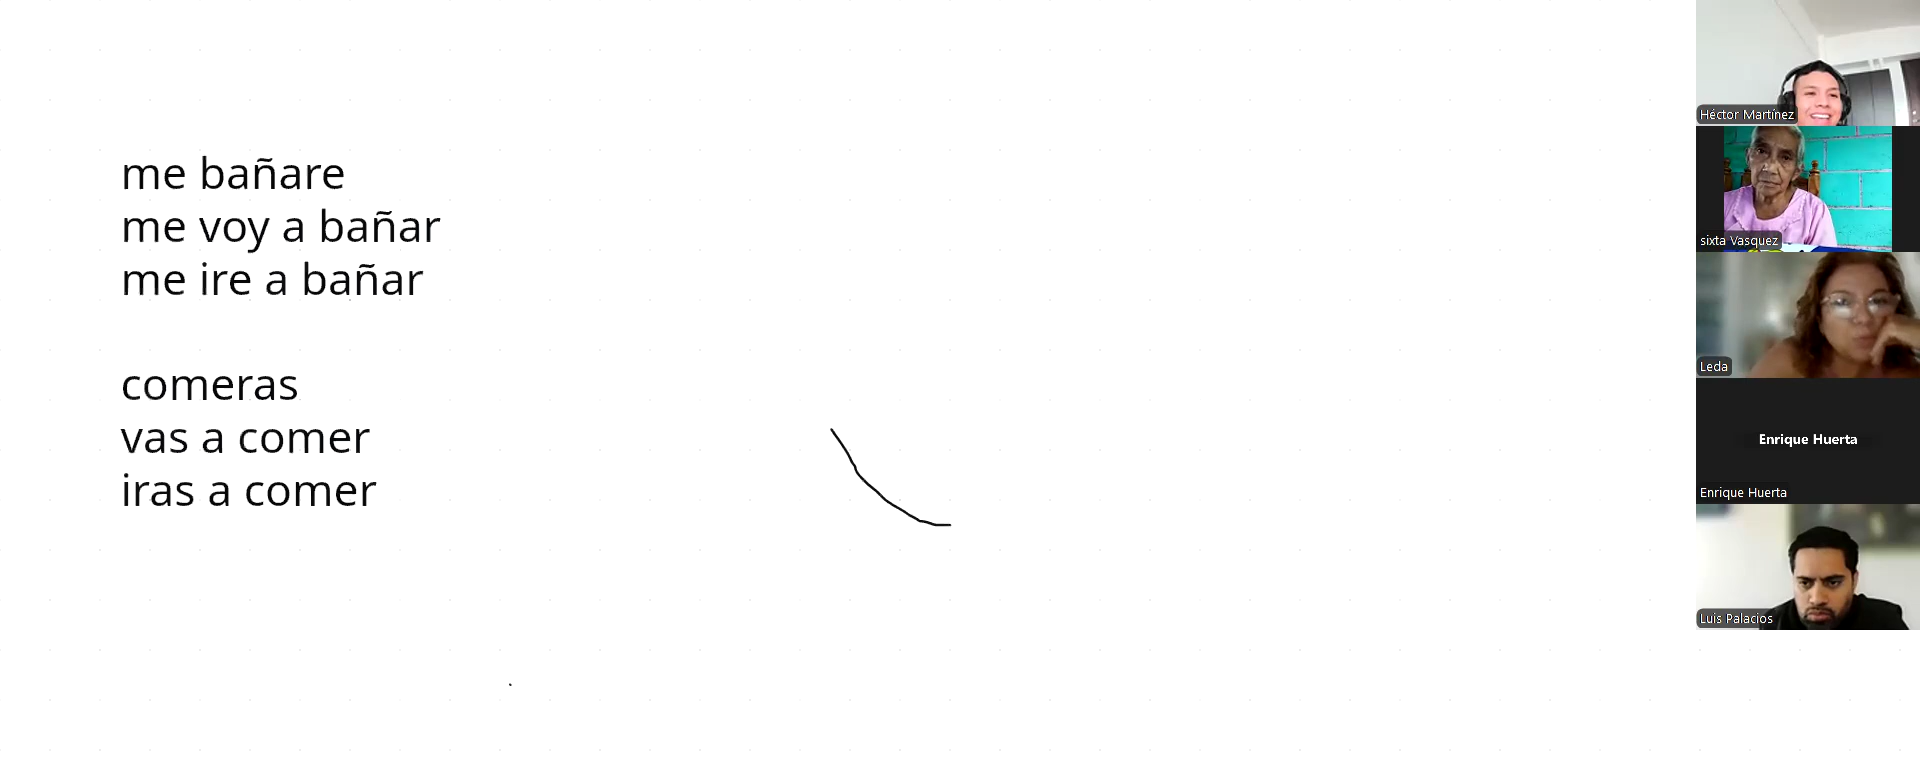 me bañare
me voy a bañar
me ire a bañar
comeras
vas a comer
iras a comer
Héctor Martínez
sixta Vasquez
Leda
Enrique Huerta
Enrique Huerta
Luis Palacios